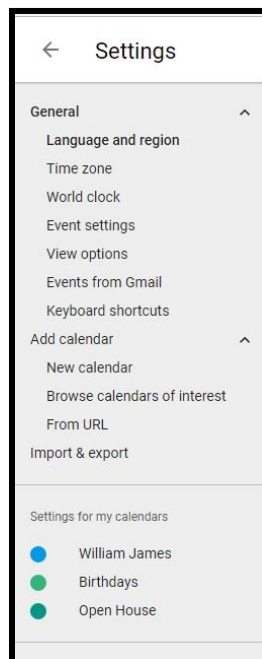 Settings
General
Language and region
Time zone
World clock
Event settings
View options
Events from Gmail
Keyboard shortcuts
Add calendar
New calendar
Browse calendars of interest
From URL
Import & export
Settings for my calendars
William James
Birthdays
Open House